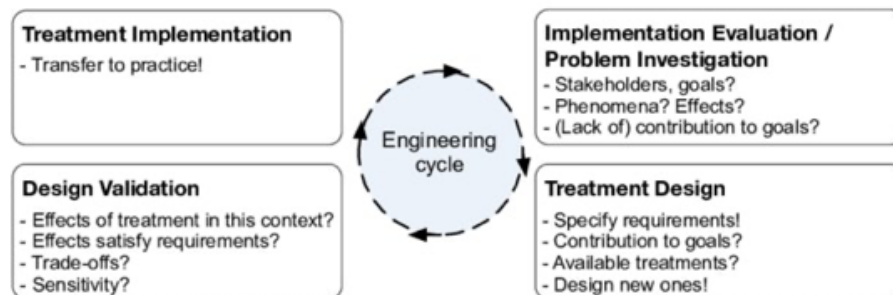 Treatment Implementation
- Transfer to practice!
Implementation Evaluation /
Problem Investigation
- Stakeholders, goals?
- Phenomena? Effects?
- (Lack of) contribution to goals?
Engineering
cycle
Design Validation
- Effects of treatment in this context?
- Effects satisfy requirements?
- Trade-offs?
- Sensitivity?
Treatment Design
- Specify requirements!
- Contribution to goals?
- Available treatments?
- Design new ones!